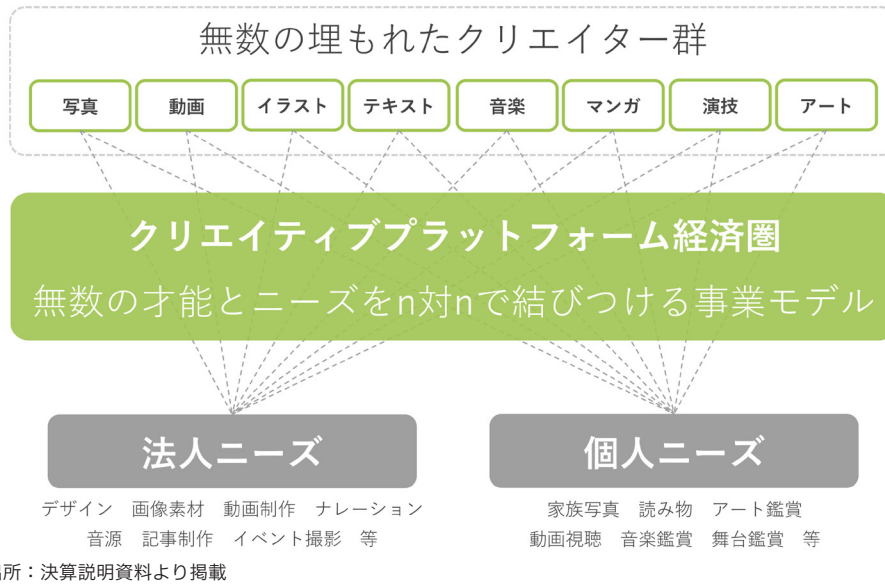 無数の埋もれたクリエイター群
写真 動画 イラスト テキスト 音楽 マンガ 演技 アート
クリエイティブプラットフォーム経済圏
無数の才能とニーズをn対nで結びつける事業モデル
法人ニーズ
デザイン 画像素材 動画制作 ナレーション
音源 記事制作 イベント撮影 等
個人ニーズ
家族写真 読み物 アート鑑賞
動画視聴 音楽鑑賞 舞台鑑賞 等
所：決算説明資料より掲載